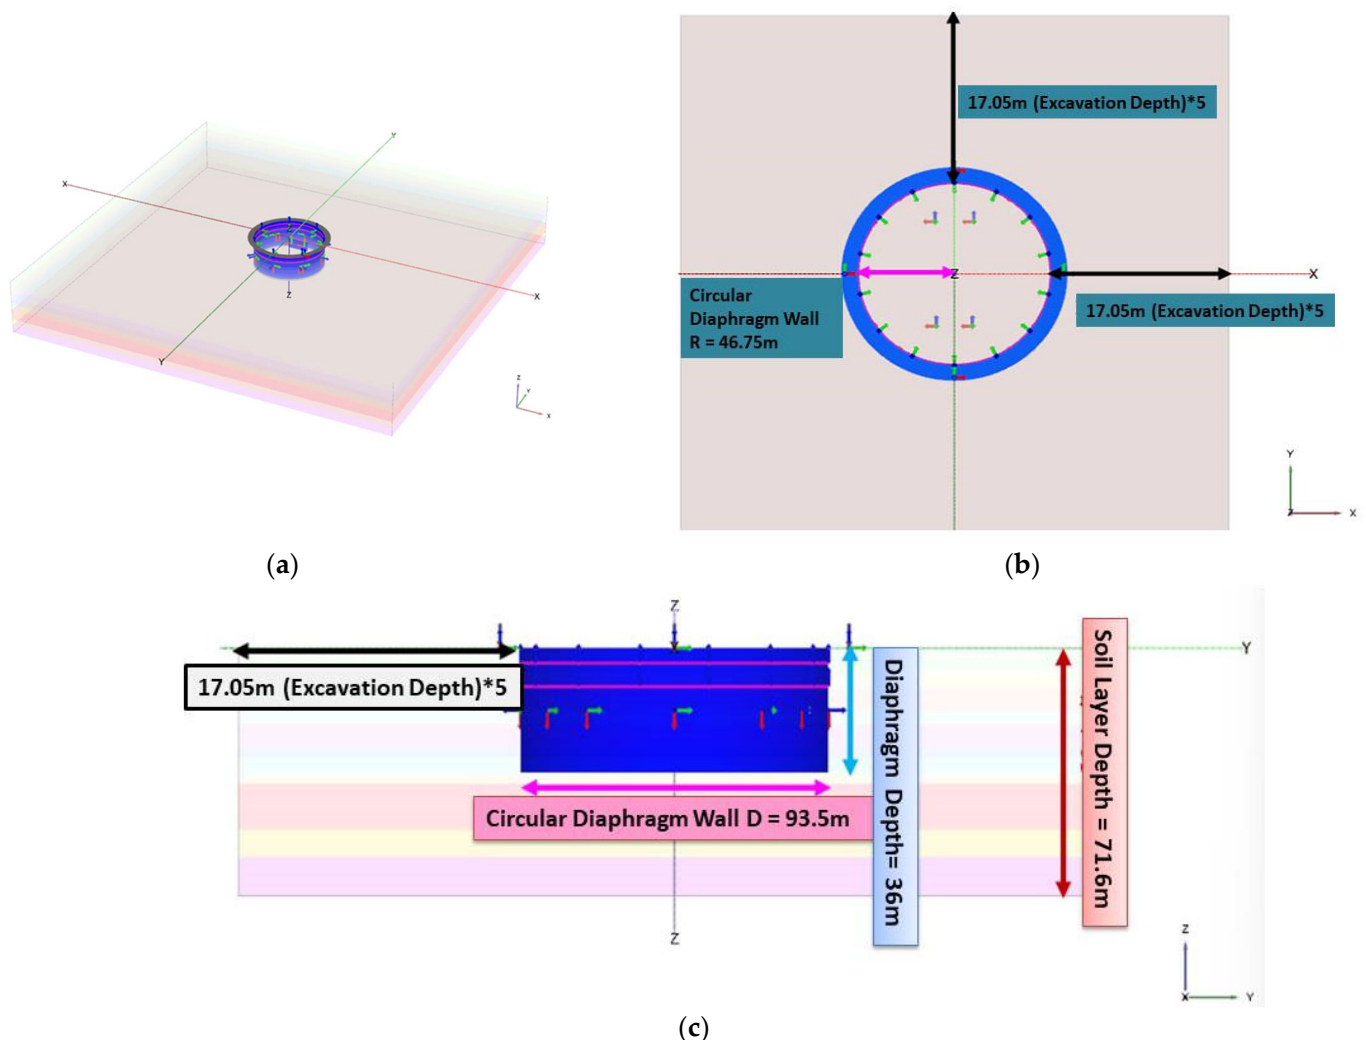 Y
X
X
Z
Y
Z
Y
X
(a)
17.05m (Excavation Depth)*5
Z
X
17.05m (Excavation Depth)*5
Circular
Diaphragm Wall
R = 46.75m
Y
Z
X
(b)
Z
Y
17.05m (Excavation Depth)*5
Circular Diaphragm Wall D = 93.5m
Diaphragm Depth= 36m
Soil Layer Depth = 71.6m
Z
Z
X
Y
(c)